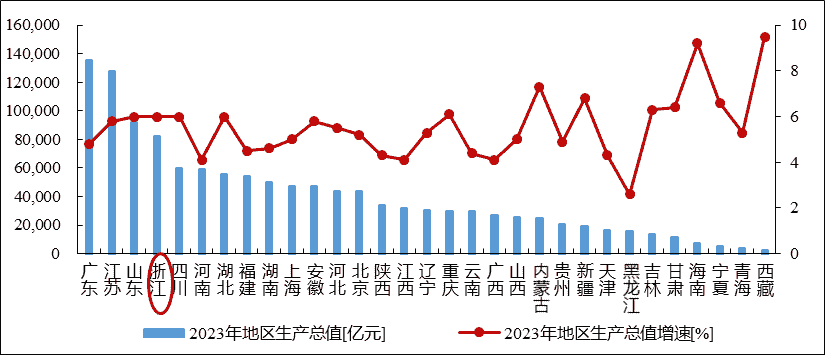 160,000
140,000
120,000
100,000
80,000
60,000
40,000
20,000
0
10
8
6
4
2
0
广东
江苏
山东
浙江
四川
河南
湖北
福建
湖南
上海
安徽
河北
北京
陕西
江西
辽宁
重庆
云南
广西
山西
内蒙古
贵州
新疆
天津
黑龙江
吉林
甘肃
海南
宁夏
青海
西藏
2023年地区生产总值[亿元]
2023年地区生产总值增速[%]